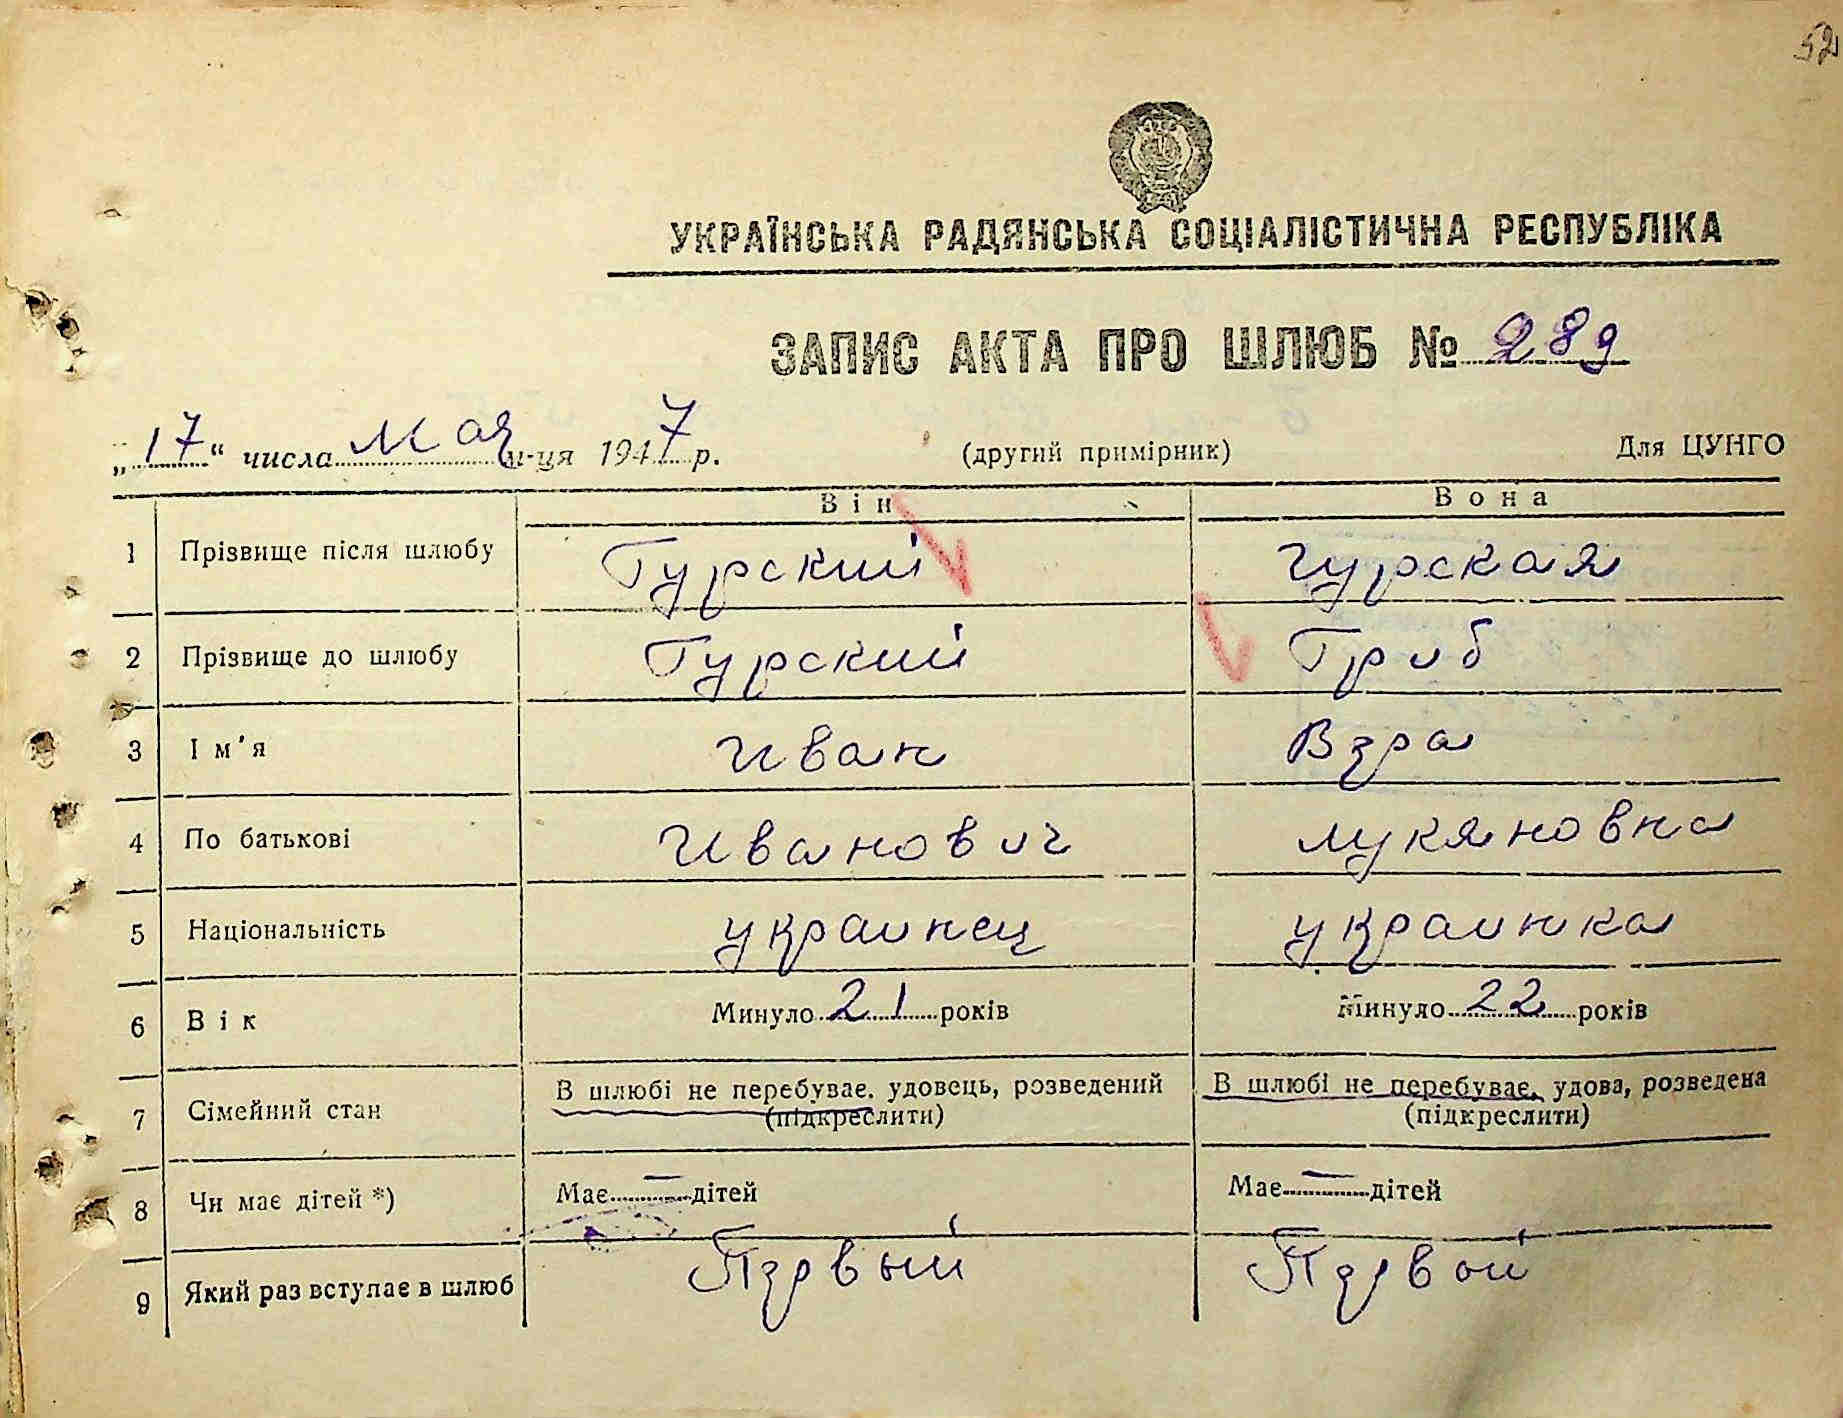 52
УКРАЇНСЬКА РАДЯНСЬКА СОЦІАЛІСТИЧНА РЕСПУБЛІКА
ЗАПИС АКТА ПРО ШЛЮБ № 289
„17“ числа Мая м-ця 1947 р. (другий примірник) Для ЦУНГО
Він Вона
1 Прізвище після шлюбу Гурский Гурская
2 Прізвище до шлюбу Гурский Гриб
3 Ім'я Иван Вера
4 По батькові Иванович Лукяновна
5 Національність украинец украинка
6 Вік Минуло 21 років Минуло 22 років
7 Сімейний стан В шлюбі не перебуває, удовець, розведений В шлюбі не перебуває, удова, розведена
(підкреслити) (підкреслити)
8 Чи має дітей *) Має — дітей Має — дітей
9 Який раз вступає в шлюб Первый Первой